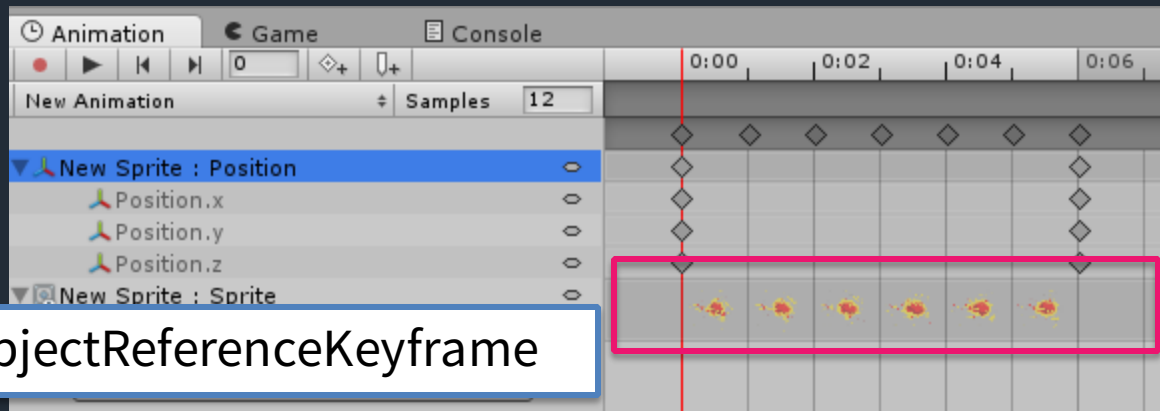 Animation Game Console
0 0:00 0:02 0:04 0:06
New Animation Samples 12
New Sprite : Position
Position.x
Position.y
Position.z
New Sprite : Sprite
bjectReferenceKeyframe